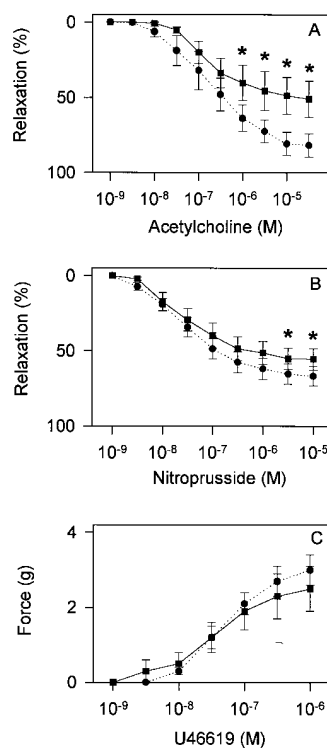 A
Relaxation (%)
0
50
100
* * * *
10⁻⁹ 10⁻⁸ 10⁻⁷ 10⁻⁶ 10⁻⁵
Acetylcholine (M)
B
Relaxation (%)
0
50
100
* *
10⁻⁹ 10⁻⁸ 10⁻⁷ 10⁻⁶ 10⁻⁵
Nitroprusside (M)
C
Force (g)
4
2
0
10⁻⁹ 10⁻⁸ 10⁻⁷ 10⁻⁶
U46619 (M)